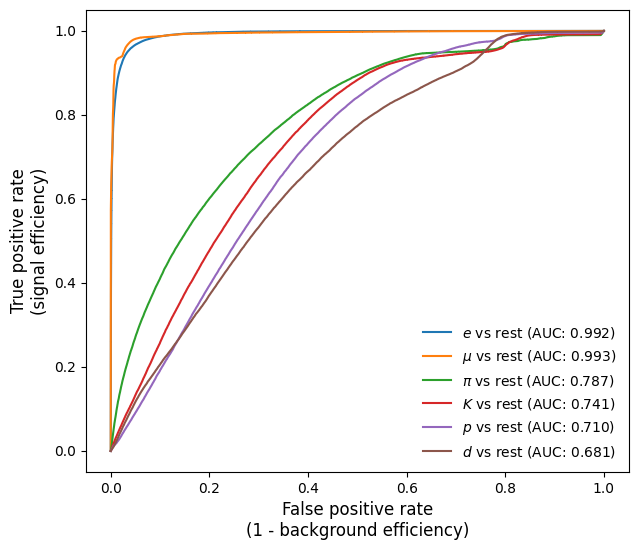 1.0
0.8
0.6
0.4
0.2
0.0
True positive rate
(signal efficiency)
e vs rest (AUC: 0.992)
μ vs rest (AUC: 0.993)
π vs rest (AUC: 0.787)
K vs rest (AUC: 0.741)
p vs rest (AUC: 0.710)
d vs rest (AUC: 0.681)
0.0 0.2 0.4 0.6 0.8 1.0
False positive rate
(1 - background efficiency)